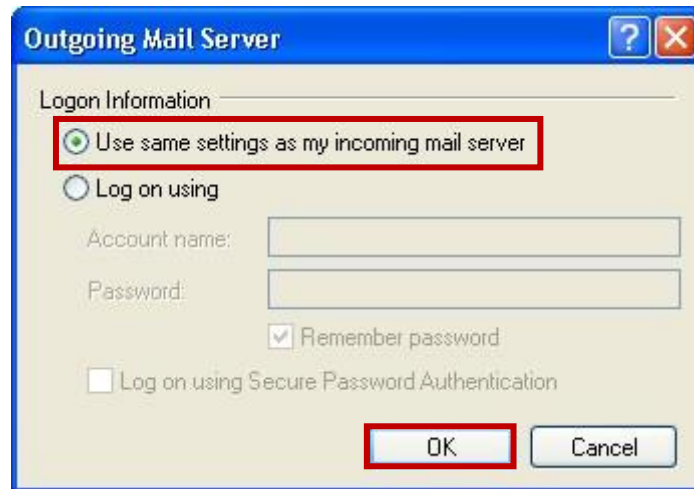 Outgoing Mail Server
Logon Information
Use same settings as my incoming mail server
Log on using
Account name:
Password:
Remember password
Log on using Secure Password Authentication
OK Cancel